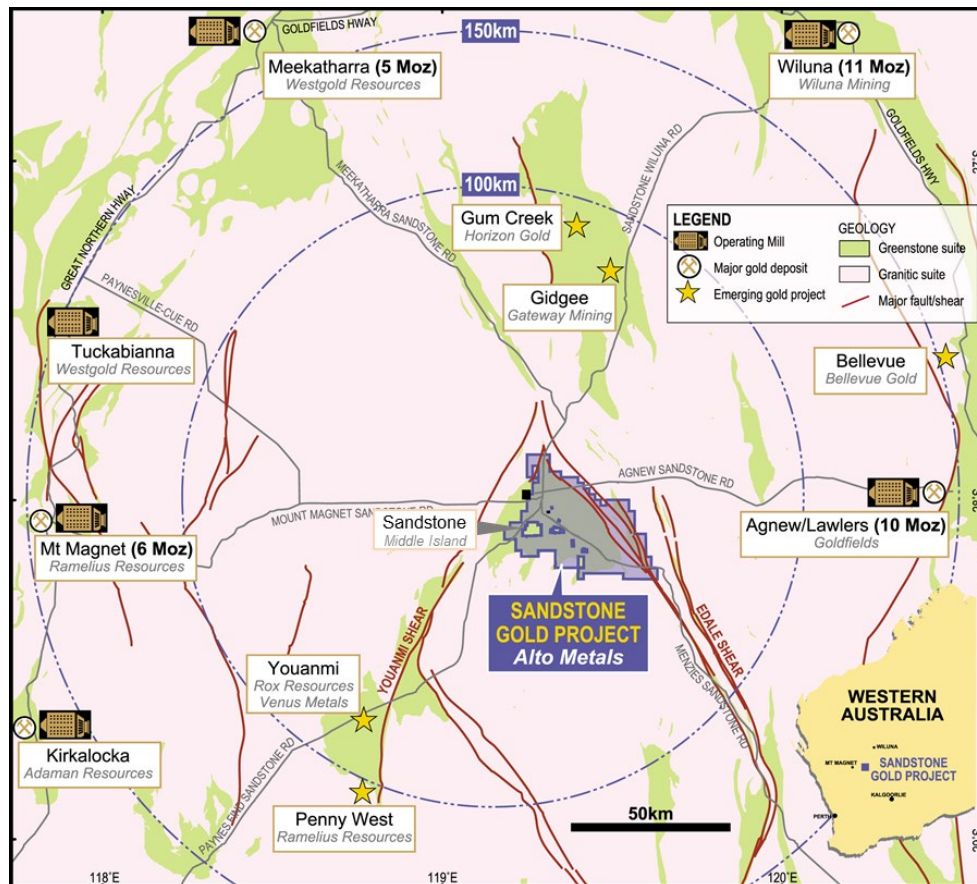 GOLDFIELDS HWY
150km
Meekatharra (5 Moz)
Westgold Resources
Wiluna (11 Moz)
Wiluna Mining
GREAT NORTHERN HWY
MEEKATHARRA SANDSTONE RD
SANDSTONE WILUNA RD
GOLDFIELDS HWY
27°S
100km
Gum Creek
Horizon Gold
Gidgee
Gateway Mining
LEGEND
Operating Mill
Major gold deposit
Emerging gold project
GEOLOGY
Greenstone suite
Granitic suite
Major fault/shear
PAYNESVILLE-CUE RD
Tuckabianna
Westgold Resources
Bellevue
Bellevue Gold
AGNEW SANDSTONE RD
28°S
MOUNT MAGNET SANDSTONE RD
Sandstone
Middle Island
Mt Magnet (6 Moz)
Ramelius Resources
Agnew/Lawlers (10 Moz)
Goldfields
SANDSTONE
GOLD PROJECT
Alto Metals
YOUANMI SHEAR
EDALE SHEAR
MENZIES SANDSTONE RD
Youanmi
Rox Resources
Venus Metals
Kirkalocka
Adaman Resources
PAYNES FIND SANDSTONE RD
Penny West
Ramelius Resources
50km
WESTERN
AUSTRALIA
WILUNA
MT MAGNET
SANDSTONE
GOLD PROJECT
KALGOORLIE
PERTH
118°E
119°E
120°E